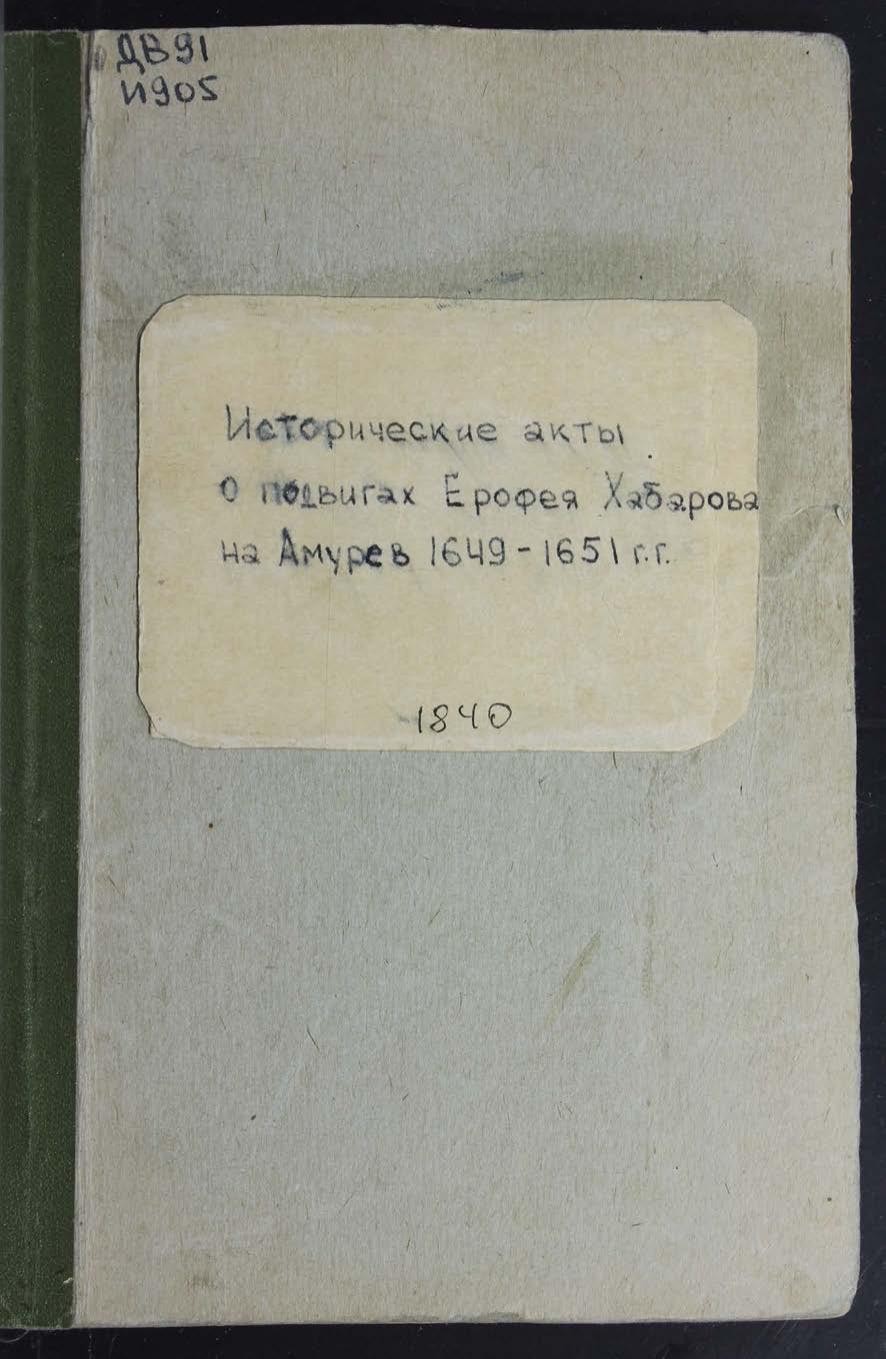 ДВ91
И905
Исторические акты
о подвигах Ерофея Хабарова
на Амуре в 1649-1651 г.г.
1840